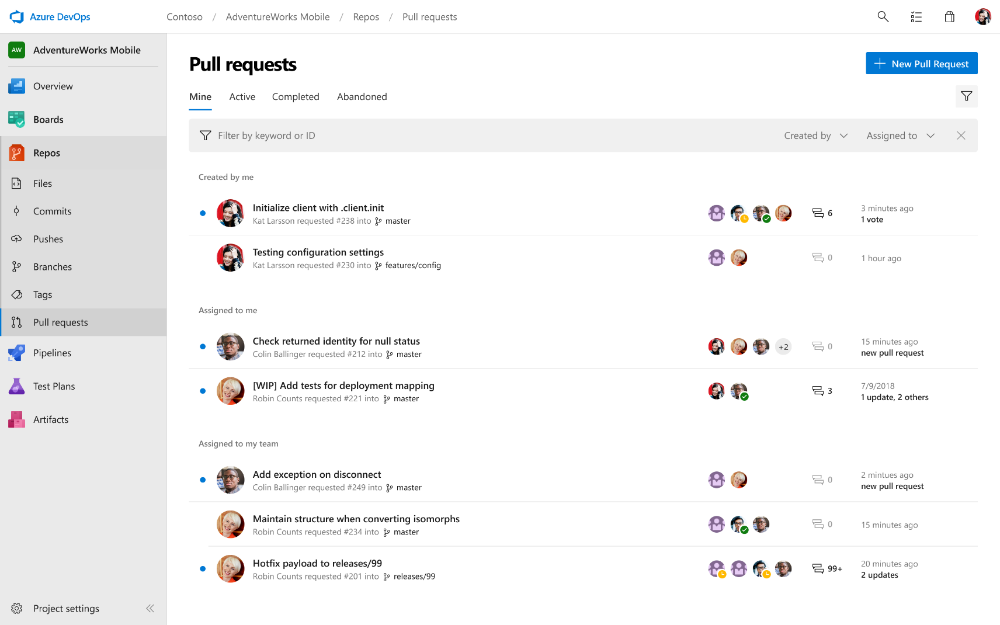 Azure DevOps
Contoso / AdventureWorks Mobile / Repos / Pull requests
AW AdventureWorks Mobile
Overview
Boards
Repos
Files
Commits
Pushes
Branches
Tags
Pull requests
Pipelines
Test Plans
Artifacts
Project settings
Pull requests
New Pull Request
Mine Active Completed Abandoned
Filter by keyword or ID Created by Assigned to
Created by me
Initialize client with .client.init
Kat Larsson requested #238 into master
6
3 minutes ago
1 vote
Testing configuration settings
Kat Larsson requested #230 into features/config
0
1 hour ago
Assigned to me
Check returned identity for null status
Colin Ballinger requested #212 into master
+2
0
15 minutes ago
new pull request
[WIP] Add tests for deployment mapping
Robin Counts requested #221 into master
3
7/9/2018
1 update, 2 others
Assigned to my team
Add exception on disconnect
Colin Ballinger requested #249 into master
0
2 mintues ago
new pull request
Maintain structure when converting isomorphs
Robin Counts requested #234 into master
0
15 minutes ago
Hotfix payload to releases/99
Robin Counts requested #201 into releases/99
99+
20 minutes ago
2 updates